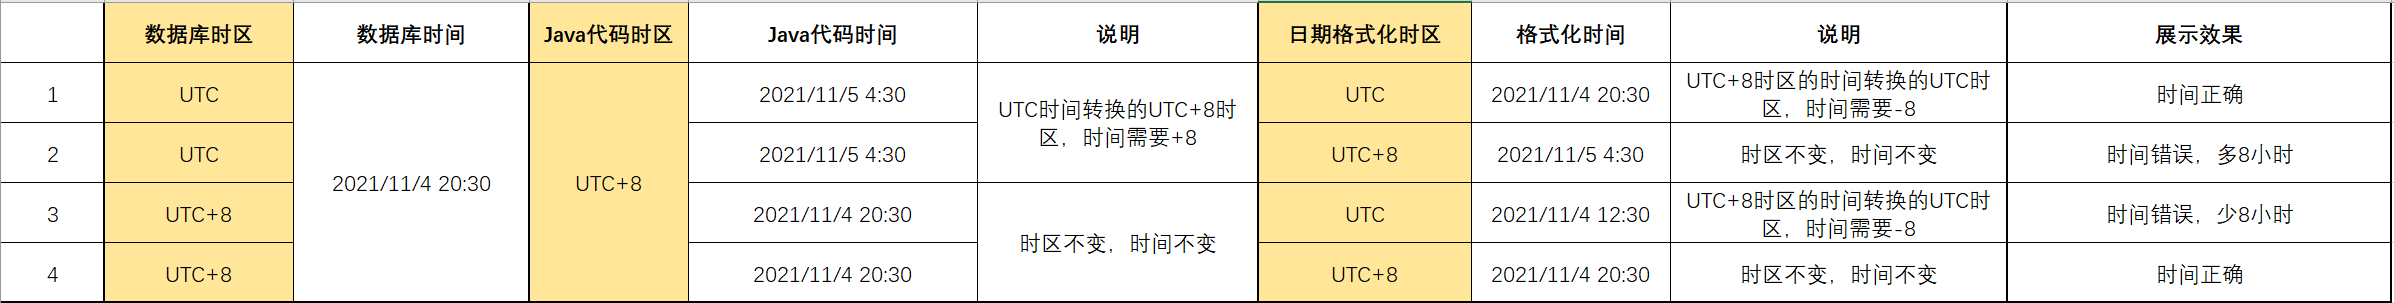 数据库时区 数据库时间 Java代码时区 Java代码时间 说明 日期格式化时区 格式化时间 说明 展示效果
1 UTC 2021/11/4 20:30 UTC+8 2021/11/5 4:30 UTC时间转换的UTC+8时
区，时间需要+8 UTC 2021/11/4 20:30 UTC+8时区的时间转换的UTC时
区，时间需要-8 时间正确
2 UTC 2021/11/5 4:30 UTC+8 2021/11/5 4:30 时区不变，时间不变 时间错误，多8小时
3 UTC+8 2021/11/4 20:30 时区不变，时间不变 UTC 2021/11/4 12:30 UTC+8时区的时间转换的UTC时
区，时间需要-8 时间错误，少8小时
4 UTC+8 2021/11/4 20:30 UTC+8 2021/11/4 20:30 时区不变，时间不变 时间正确